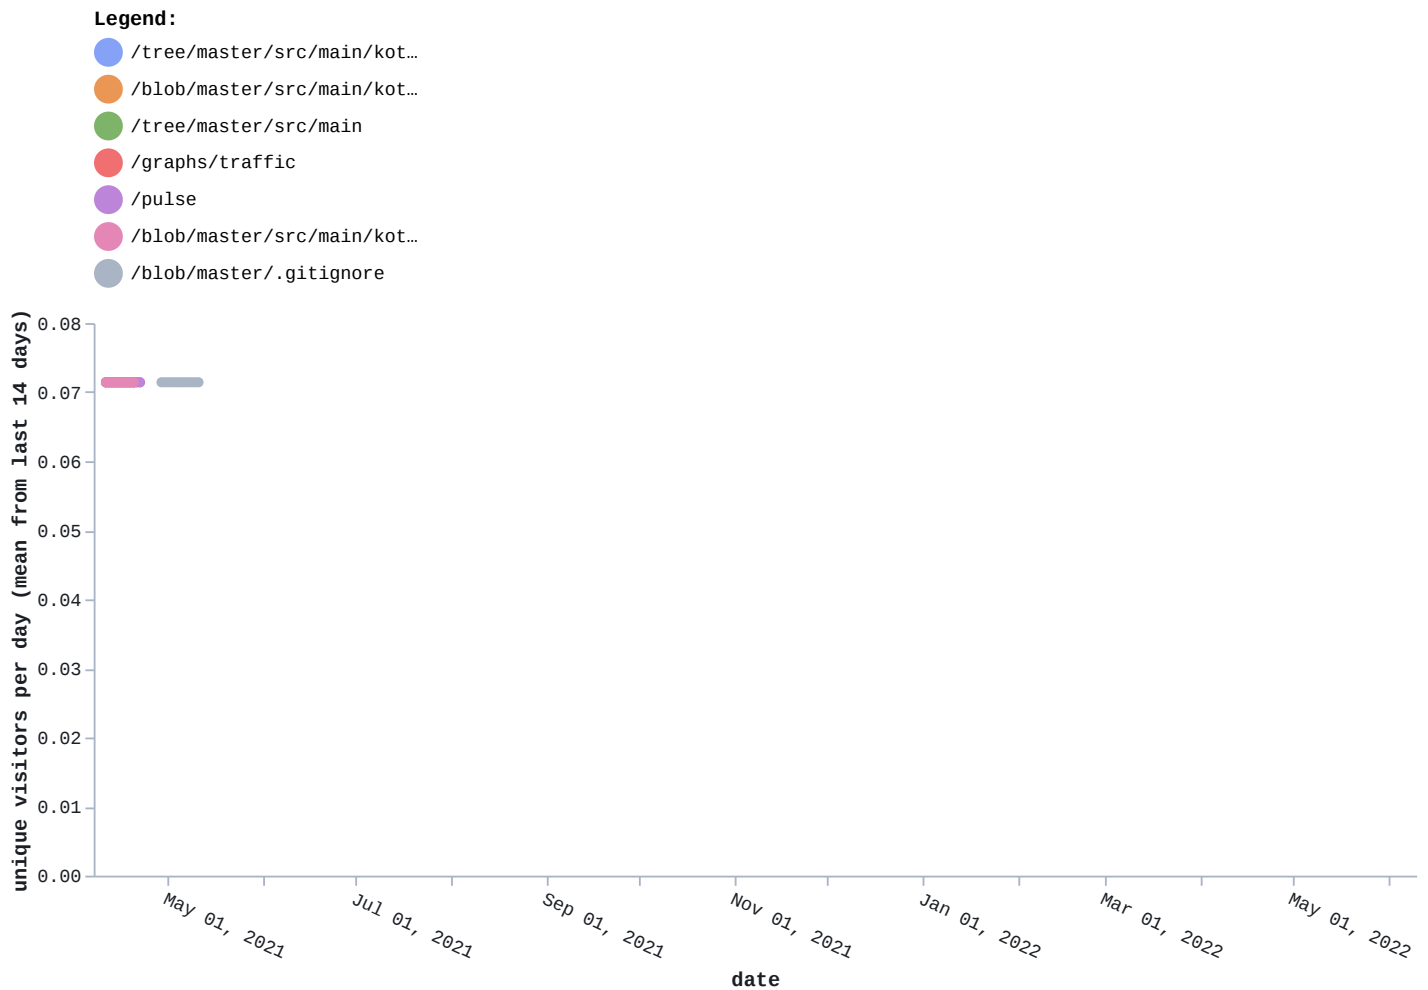 Legend:
/tree/master/src/main/kot…
/blob/master/src/main/kot…
/tree/master/src/main
/graphs/traffic
/pulse
/blob/master/src/main/kot…
/blob/master/.gitignore
unique visitors per day (mean from last 14 days)
0.08
0.07
0.06
0.05
0.04
0.03
0.02
0.01
0.00
May 01, 2021
Jul 01, 2021
Sep 01, 2021
Nov 01, 2021
Jan 01, 2022
Mar 01, 2022
May 01, 2022
date